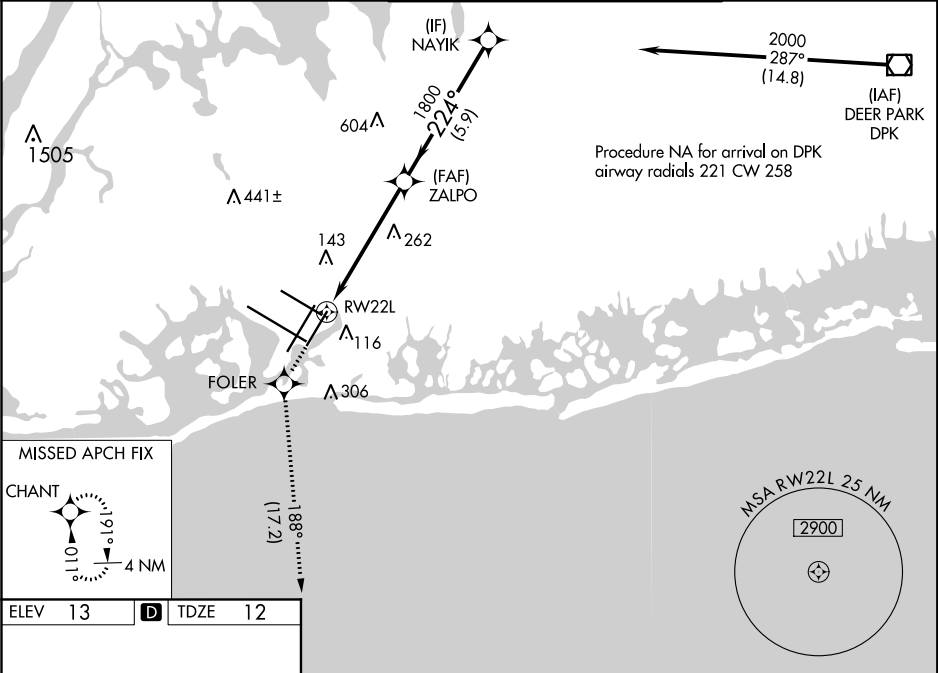 (IF)
NAYIK
2000
287°
(14.8)
(IAF)
DEER PARK
DPK
1800
224°
(5.9)
604
1505
Procedure NA for arrival on DPK
airway radials 221 CW 258
(FAF)
ZALPO
441±
262
143
RW22L
116
FOLER
306
188°
(17.2)
MISSED APCH FIX
CHANT
191°
011°
4 NM
MSA RW22L 25 NM
2900
ELEV 13 D TDZE 12